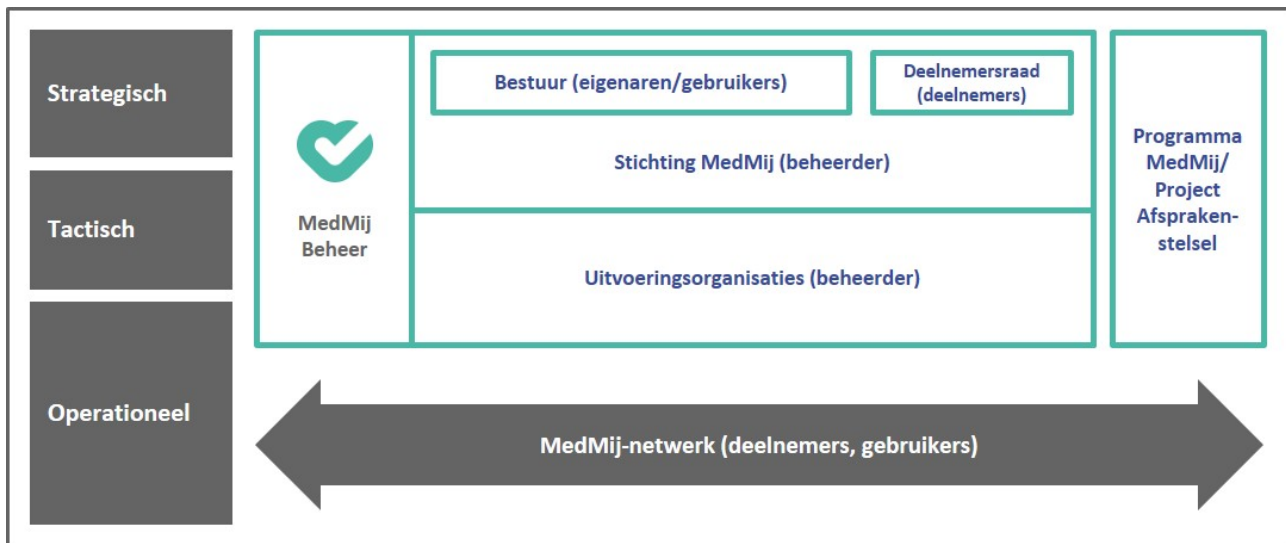 Strategisch
Tactisch
Operationeel
MedMij
Beheer
Bestuur (eigenaren/gebruikers)
Deelnemersraad
(deelnemers)
Stichting MedMij (beheerder)
Uitvoeringsorganisaties (beheerder)
Programma
MedMij/
Project
Afspraken-
stelsel
MedMij-netwerk (deelnemers, gebruikers)